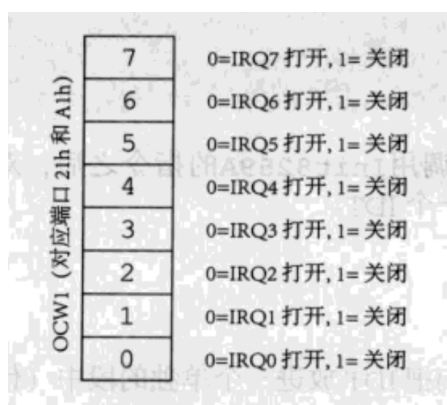 OCW1（对应端口 21h 和 A1h）
7 0=IRQ7 打开, 1= 关闭
6 0=IRQ6 打开, 1= 关闭
5 0=IRQ5 打开, 1= 关闭
4 0=IRQ4 打开, 1= 关闭
3 0=IRQ3 打开, 1= 关闭
2 0=IRQ2 打开, 1= 关闭
1 0=IRQ1 打开, 1= 关闭
0 0=IRQ0 打开, 1= 关闭